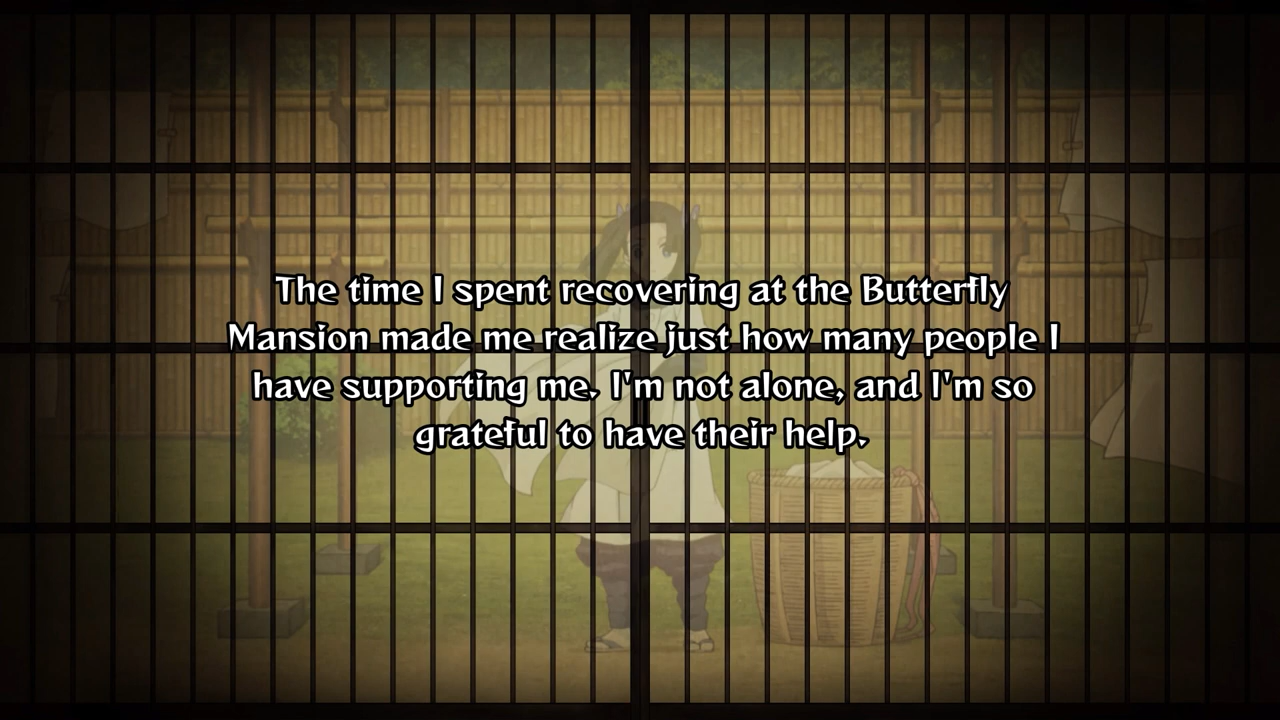 The time I spent recovering at the Butterfly
Mansion made me realize just how many people I
have supporting me. I'm not alone, and I'm so
grateful to have their help.